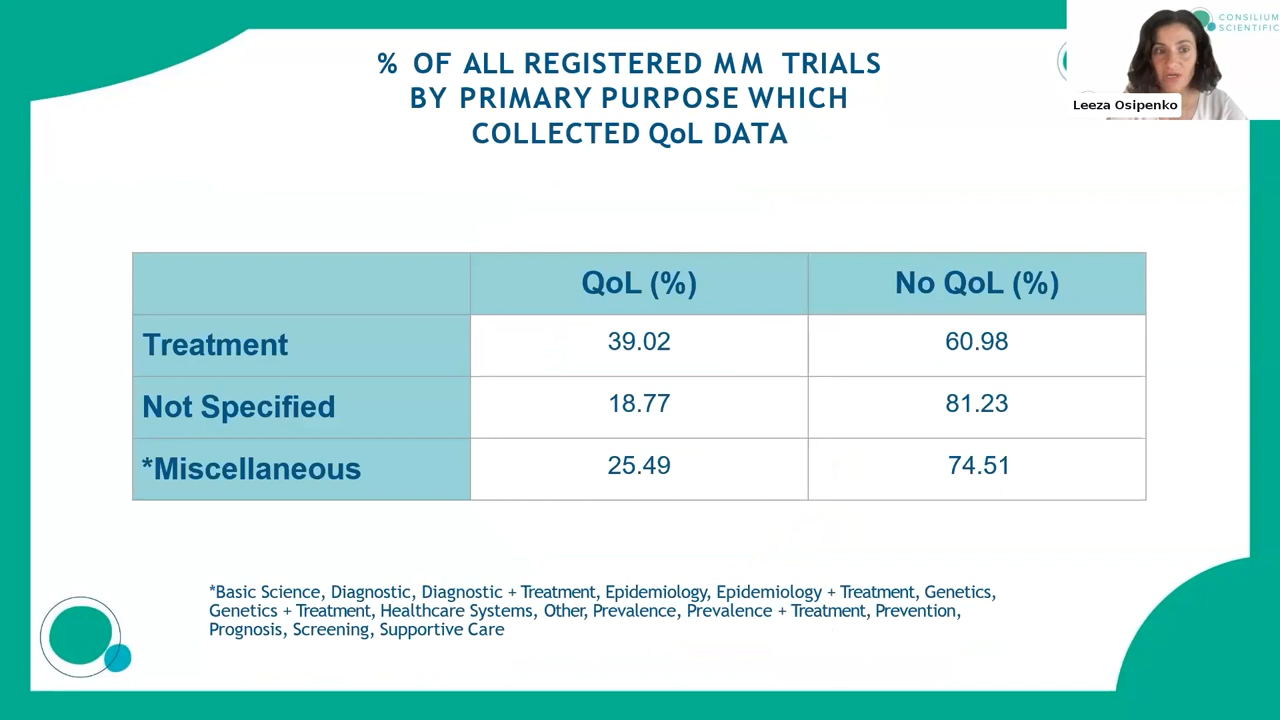 CONSILIUM
SCIENTIFIC
Leeza Osipenko
% OF ALL REGISTERED MM TRIALS
BY PRIMARY PURPOSE WHICH
COLLECTED QoL DATA
QoL (%) No QoL (%)
Treatment 39.02 60.98
Not Specified 18.77 81.23
*Miscellaneous 25.49 74.51
*Basic Science, Diagnostic, Diagnostic + Treatment, Epidemiology, Epidemiology + Treatment, Genetics,
Genetics + Treatment, Healthcare Systems, Other, Prevalence, Prevalence + Treatment, Prevention,
Prognosis, Screening, Supportive Care